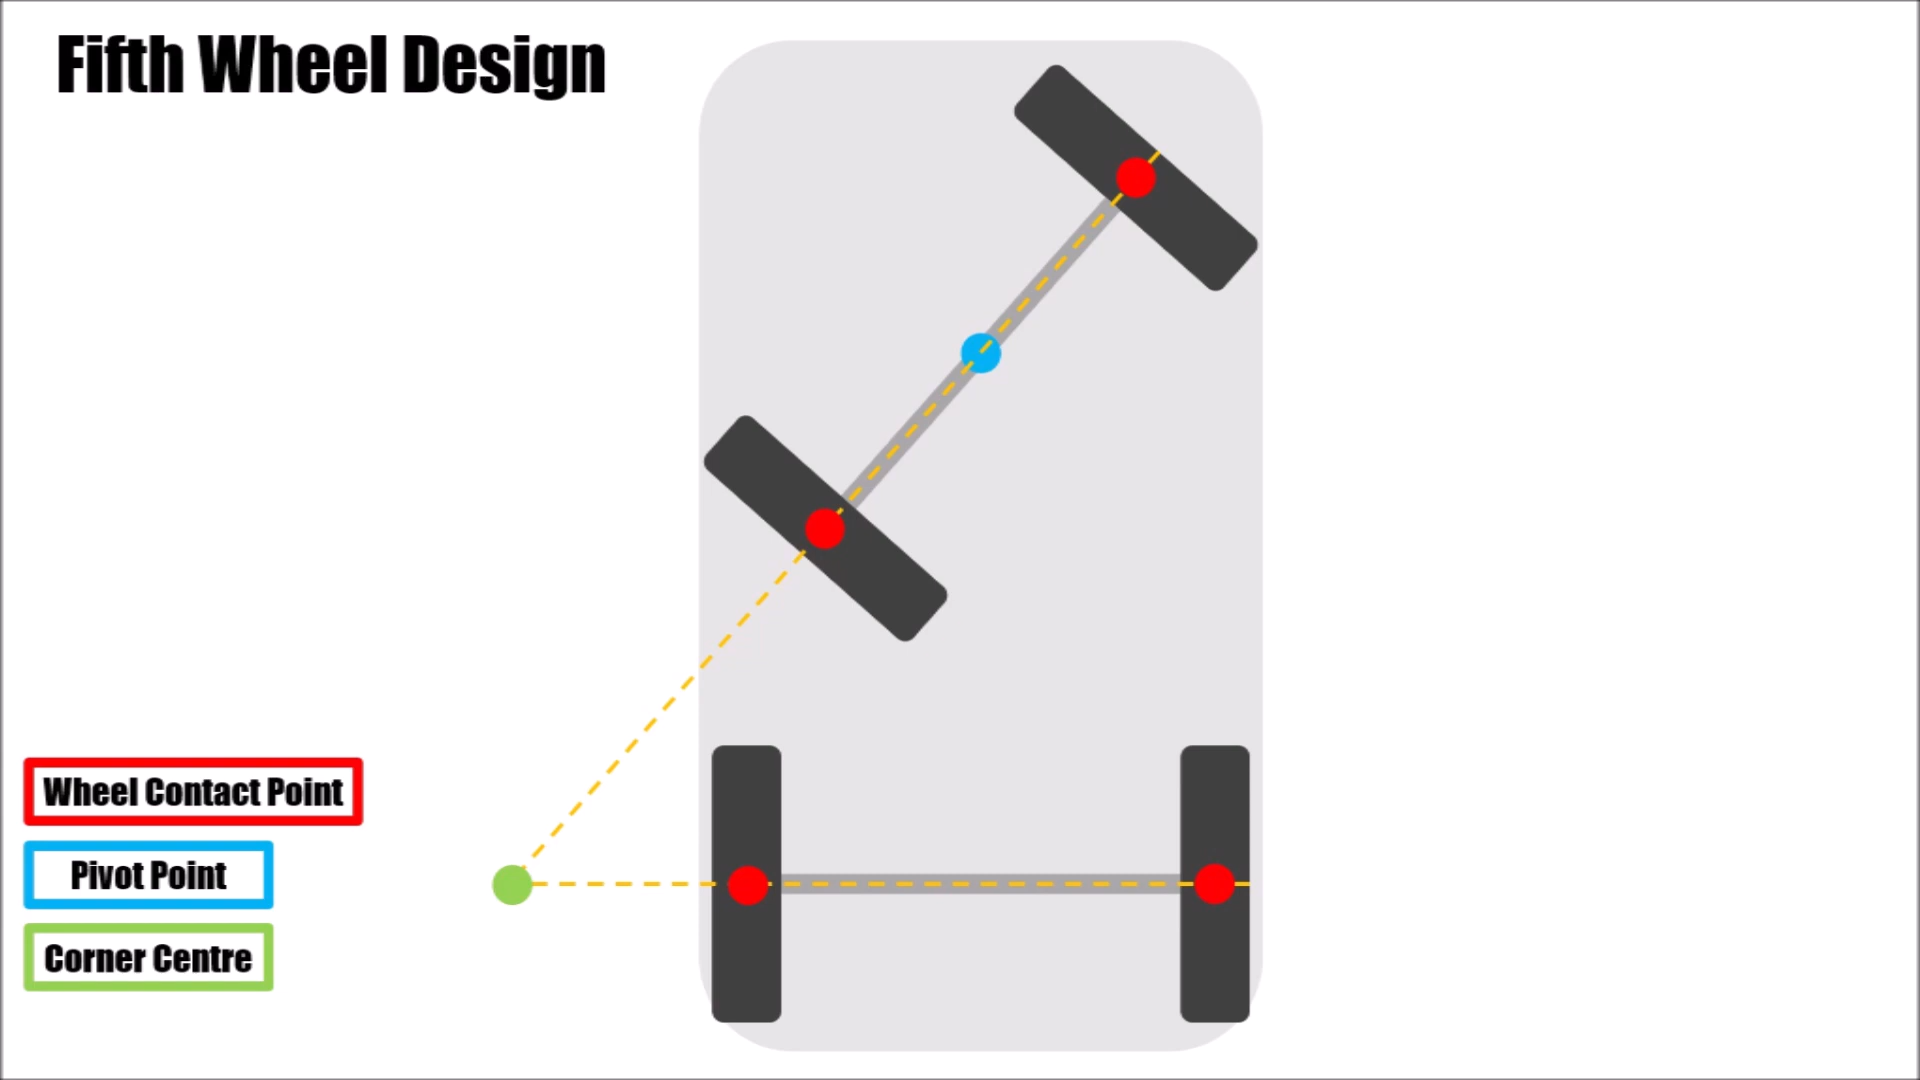 Fifth Wheel Design
Wheel Contact Point
Pivot Point
Corner Centre